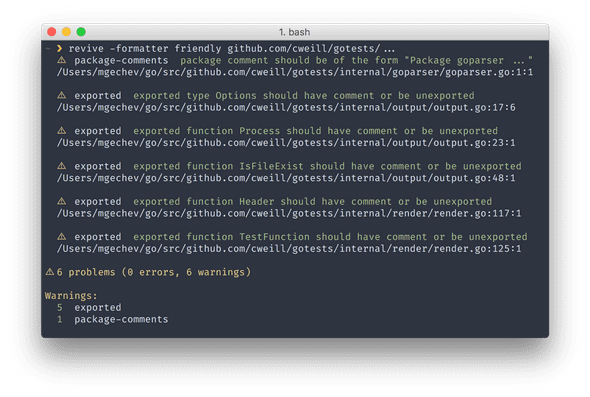 1. bash
~ ❯ revive -formatter friendly github.com/cweill/gotests/...
⚠ package-comments package comment should be of the form "Package goparser ..."
/Users/mgechev/go/src/github.com/cweill/gotests/internal/goparser/goparser.go:1:1
⚠ exported exported type Options should have comment or be unexported
/Users/mgechev/go/src/github.com/cweill/gotests/internal/output/output.go:17:6
⚠ exported exported function Process should have comment or be unexported
/Users/mgechev/go/src/github.com/cweill/gotests/internal/output/output.go:23:1
⚠ exported exported function IsFileExist should have comment or be unexported
/Users/mgechev/go/src/github.com/cweill/gotests/internal/output/output.go:48:1
⚠ exported exported function Header should have comment or be unexported
/Users/mgechev/go/src/github.com/cweill/gotests/internal/render/render.go:117:1
⚠ exported exported function TestFunction should have comment or be unexported
/Users/mgechev/go/src/github.com/cweill/gotests/internal/render/render.go:125:1
⚠ 6 problems (0 errors, 6 warnings)
Warnings:
5 exported
1 package-comments